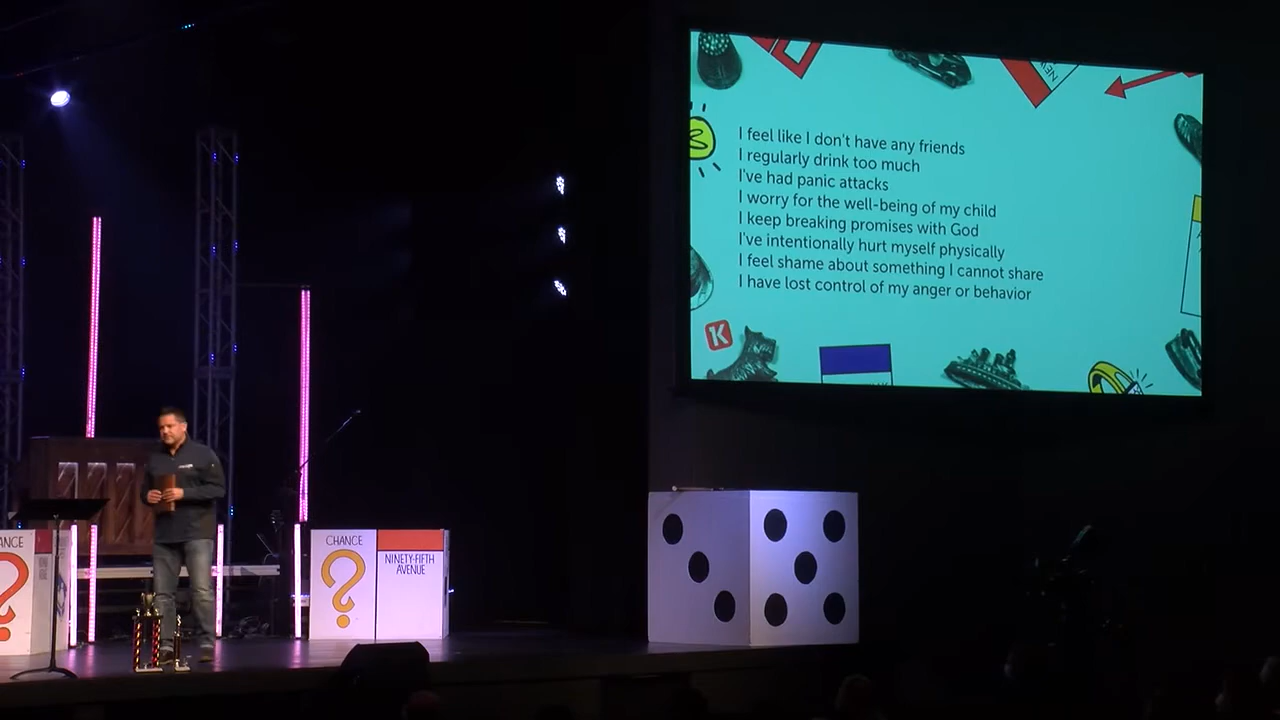 NEW
I feel like I don't have any friends
I regularly drink too much
I've had panic attacks
I worry for the well-being of my child
I keep breaking promises with God
I've intentionally hurt myself physically
I feel shame about something I cannot share
I have lost control of my anger or behavior
K
ANCE
?
CHANCE
?
NINETY-FIFTH
AVENUE